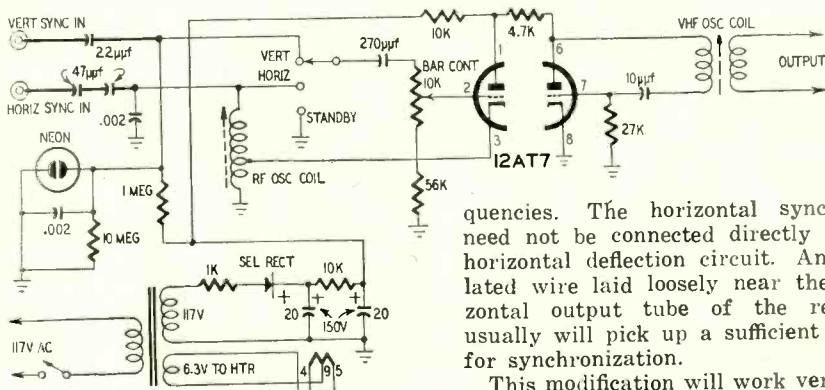 VERT SYNC IN
22μμf
47μμf
HORIZ SYNC IN
.002
NEON
.002
10 MEG
1 MEG
VERT
HORIZ
STANDBY
RF OSC COIL
270μμf
BAR CONT
10K
56K
10K
4.7K
1
6
2
7
3
8
12AT7
10μμf
27K
VHF OSC COIL
OUTPUT
117V AC
117V
1K
SEL RECT
10K
+
+
20
150V
20
6.3V TO HTR
4
9
5
quencies. The horizontal sync
need not be connected directly
horizontal deflection circuit. An
lated wire laid loosely near the
zontal output tube of the re
usually will pick up a sufficient
for synchronization.
This modification will work ver